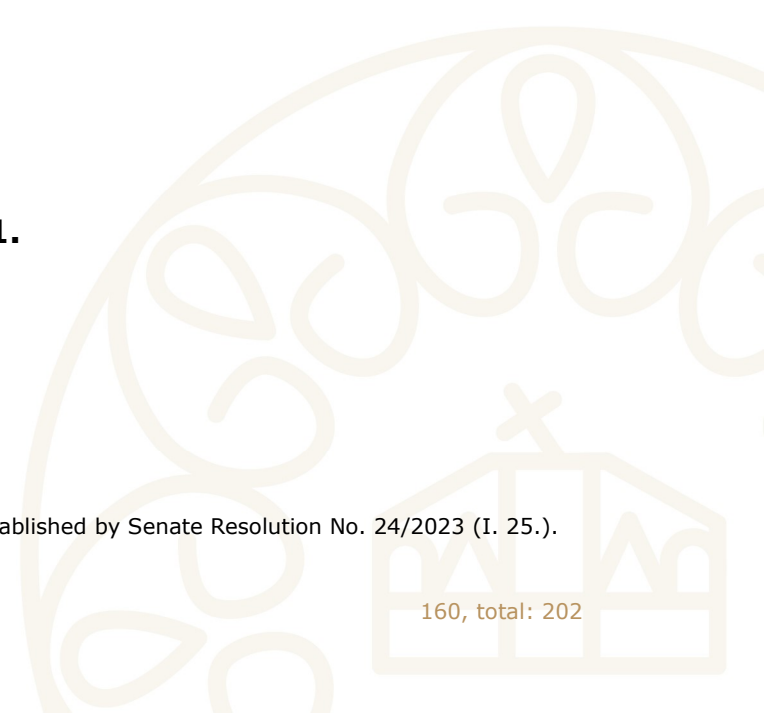 1.
ablished by Senate Resolution No. 24/2023 (I. 25.).
160, total: 202